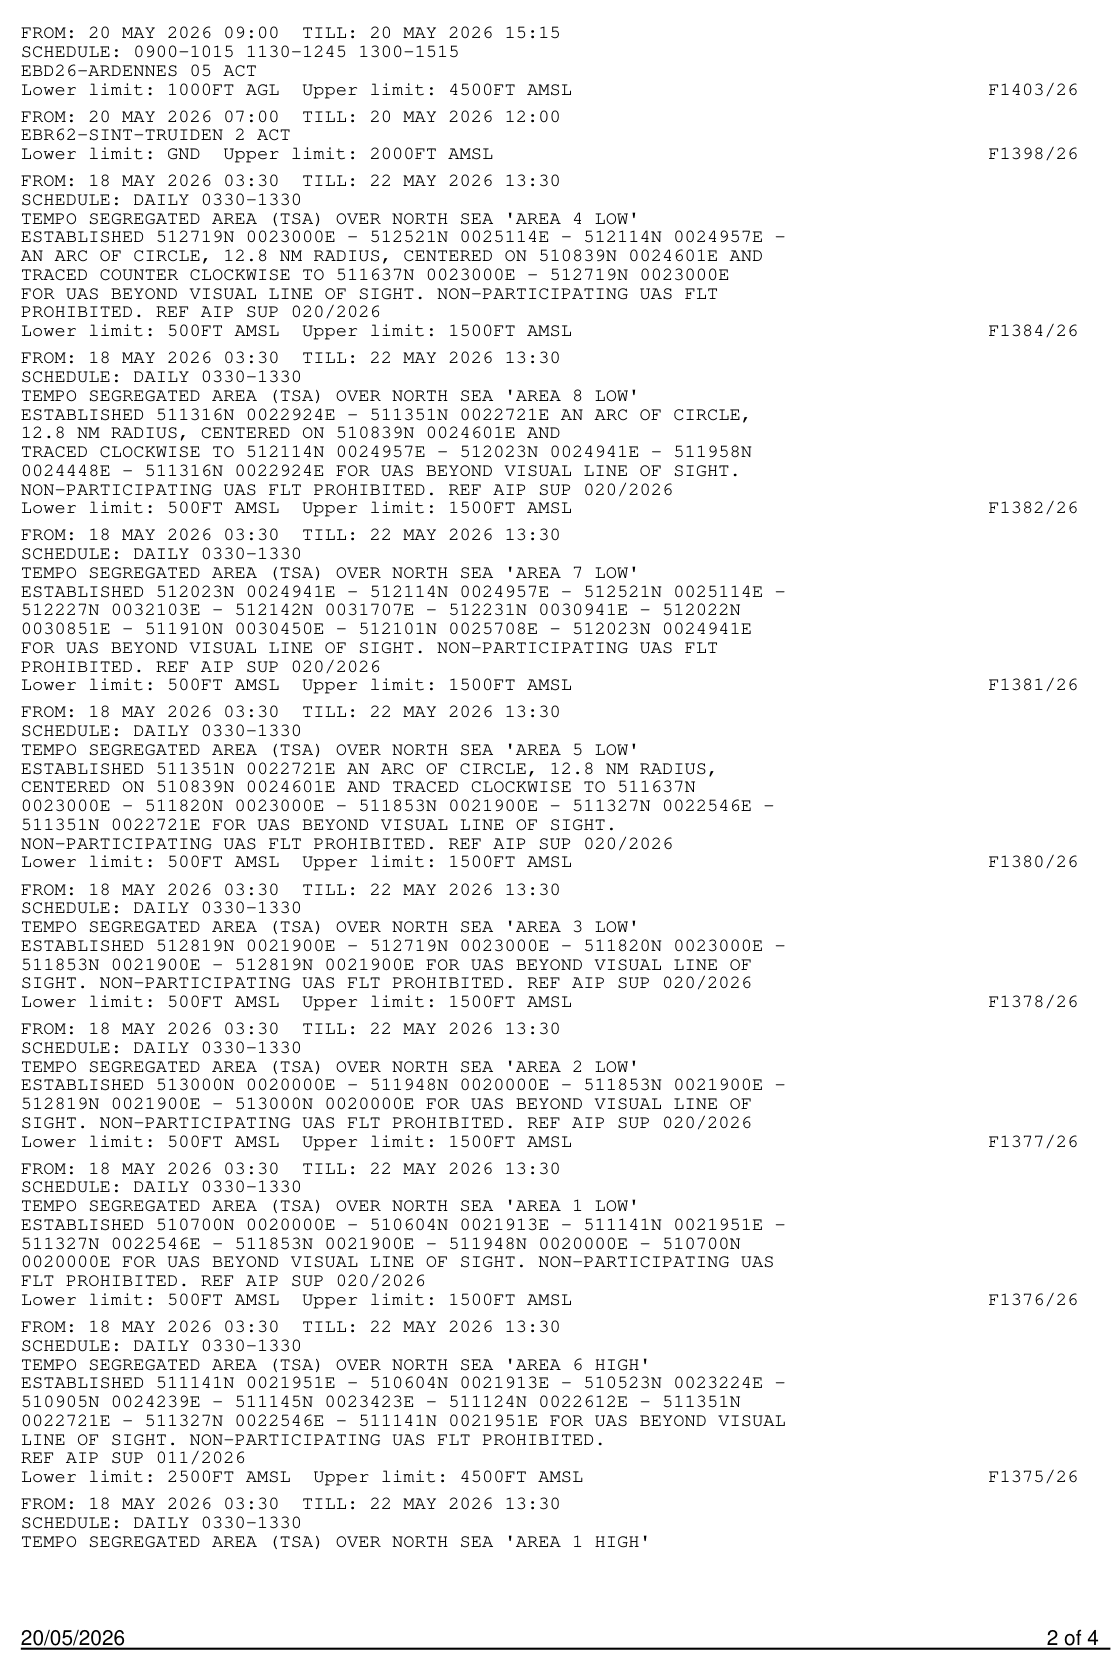 FROM: 20 MAY 2026 09:00  TILL: 20 MAY 2026 15:15
SCHEDULE: 0900-1015 1130-1245 1300-1515
EBD26-ARDENNES 05 ACT
Lower limit: 1000FT AGL  Upper limit: 4500FT AMSL F1403/26
FROM: 20 MAY 2026 07:00  TILL: 20 MAY 2026 12:00
EBR62-SINT-TRUIDEN 2 ACT
Lower limit: GND  Upper limit: 2000FT AMSL F1398/26
FROM: 18 MAY 2026 03:30  TILL: 22 MAY 2026 13:30
SCHEDULE: DAILY 0330-1330
TEMPO SEGREGATED AREA (TSA) OVER NORTH SEA 'AREA 4 LOW'
ESTABLISHED 512719N 0023000E - 512521N 0025114E - 512114N 0024957E -
AN ARC OF CIRCLE, 12.8 NM RADIUS, CENTERED ON 510839N 0024601E AND
TRACED COUNTER CLOCKWISE TO 511637N 0023000E - 512719N 0023000E
FOR UAS BEYOND VISUAL LINE OF SIGHT. NON-PARTICIPATING UAS FLT
PROHIBITED. REF AIP SUP 020/2026
Lower limit: 500FT AMSL  Upper limit: 1500FT AMSL F1384/26
FROM: 18 MAY 2026 03:30  TILL: 22 MAY 2026 13:30
SCHEDULE: DAILY 0330-1330
TEMPO SEGREGATED AREA (TSA) OVER NORTH SEA 'AREA 8 LOW'
ESTABLISHED 511316N 0022924E - 511351N 0022721E AN ARC OF CIRCLE,
12.8 NM RADIUS, CENTERED ON 510839N 0024601E AND
TRACED CLOCKWISE TO 512114N 0024957E - 512023N 0024941E - 511958N
0024448E - 511316N 0022924E FOR UAS BEYOND VISUAL LINE OF SIGHT.
NON-PARTICIPATING UAS FLT PROHIBITED. REF AIP SUP 020/2026
Lower limit: 500FT AMSL  Upper limit: 1500FT AMSL F1382/26
FROM: 18 MAY 2026 03:30  TILL: 22 MAY 2026 13:30
SCHEDULE: DAILY 0330-1330
TEMPO SEGREGATED AREA (TSA) OVER NORTH SEA 'AREA 7 LOW'
ESTABLISHED 512023N 0024941E - 512114N 0024957E - 512521N 0025114E -
512227N 0032103E - 512142N 0031707E - 512231N 0030941E - 512022N
0030851E - 511910N 0030450E - 512101N 0025708E - 512023N 0024941E
FOR UAS BEYOND VISUAL LINE OF SIGHT. NON-PARTICIPATING UAS FLT
PROHIBITED. REF AIP SUP 020/2026
Lower limit: 500FT AMSL  Upper limit: 1500FT AMSL F1381/26
FROM: 18 MAY 2026 03:30  TILL: 22 MAY 2026 13:30
SCHEDULE: DAILY 0330-1330
TEMPO SEGREGATED AREA (TSA) OVER NORTH SEA 'AREA 5 LOW'
ESTABLISHED 511351N 0022721E AN ARC OF CIRCLE, 12.8 NM RADIUS,
CENTERED ON 510839N 0024601E AND TRACED CLOCKWISE TO 511637N
0023000E - 511820N 0023000E - 511853N 0021900E - 511327N 0022546E -
511351N 0022721E FOR UAS BEYOND VISUAL LINE OF SIGHT.
NON-PARTICIPATING UAS FLT PROHIBITED. REF AIP SUP 020/2026
Lower limit: 500FT AMSL  Upper limit: 1500FT AMSL F1380/26
FROM: 18 MAY 2026 03:30  TILL: 22 MAY 2026 13:30
SCHEDULE: DAILY 0330-1330
TEMPO SEGREGATED AREA (TSA) OVER NORTH SEA 'AREA 3 LOW'
ESTABLISHED 512819N 0021900E - 512719N 0023000E - 511820N 0023000E -
511853N 0021900E - 512819N 0021900E FOR UAS BEYOND VISUAL LINE OF
SIGHT. NON-PARTICIPATING UAS FLT PROHIBITED. REF AIP SUP 020/2026
Lower limit: 500FT AMSL  Upper limit: 1500FT AMSL F1378/26
FROM: 18 MAY 2026 03:30  TILL: 22 MAY 2026 13:30
SCHEDULE: DAILY 0330-1330
TEMPO SEGREGATED AREA (TSA) OVER NORTH SEA 'AREA 2 LOW'
ESTABLISHED 513000N 0020000E - 511948N 0020000E - 511853N 0021900E -
512819N 0021900E - 513000N 0020000E FOR UAS BEYOND VISUAL LINE OF
SIGHT. NON-PARTICIPATING UAS FLT PROHIBITED. REF AIP SUP 020/2026
Lower limit: 500FT AMSL  Upper limit: 1500FT AMSL F1377/26
FROM: 18 MAY 2026 03:30  TILL: 22 MAY 2026 13:30
SCHEDULE: DAILY 0330-1330
TEMPO SEGREGATED AREA (TSA) OVER NORTH SEA 'AREA 1 LOW'
ESTABLISHED 510700N 0020000E - 510604N 0021913E - 511141N 0021951E -
511327N 0022546E - 511853N 0021900E - 511948N 0020000E - 510700N
0020000E FOR UAS BEYOND VISUAL LINE OF SIGHT. NON-PARTICIPATING UAS
FLT PROHIBITED. REF AIP SUP 020/2026
Lower limit: 500FT AMSL  Upper limit: 1500FT AMSL F1376/26
FROM: 18 MAY 2026 03:30  TILL: 22 MAY 2026 13:30
SCHEDULE: DAILY 0330-1330
TEMPO SEGREGATED AREA (TSA) OVER NORTH SEA 'AREA 6 HIGH'
ESTABLISHED 511141N 0021951E - 510604N 0021913E - 510523N 0023224E -
510905N 0024239E - 511145N 0023423E - 511124N 0022612E - 511351N
0022721E - 511327N 0022546E - 511141N 0021951E FOR UAS BEYOND VISUAL
LINE OF SIGHT. NON-PARTICIPATING UAS FLT PROHIBITED.
REF AIP SUP 011/2026
Lower limit: 2500FT AMSL  Upper limit: 4500FT AMSL F1375/26
FROM: 18 MAY 2026 03:30  TILL: 22 MAY 2026 13:30
SCHEDULE: DAILY 0330-1330
TEMPO SEGREGATED AREA (TSA) OVER NORTH SEA 'AREA 1 HIGH'
20/05/2026 2 of 4